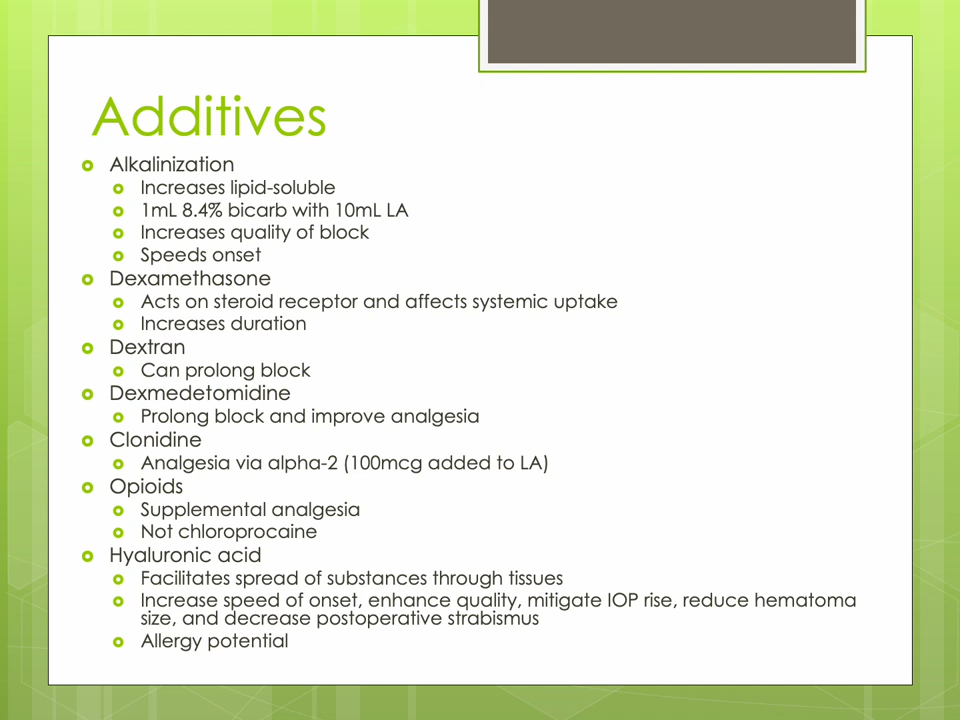 Additives
Alkalinization
Increases lipid-soluble
1mL 8.4% bicarb with 10mL LA
Increases quality of block
Speeds onset
Dexamethasone
Acts on steroid receptor and affects systemic uptake
Increases duration
Dextran
Can prolong block
Dexmedetomidine
Prolong block and improve analgesia
Clonidine
Analgesia via alpha-2 (100mcg added to LA)
Opioids
Supplemental analgesia
Not chloroprocaine
Hyaluronic acid
Facilitates spread of substances through tissues
Increase speed of onset, enhance quality, mitigate IOP rise, reduce hematoma
size, and decrease postoperative strabismus
Allergy potential